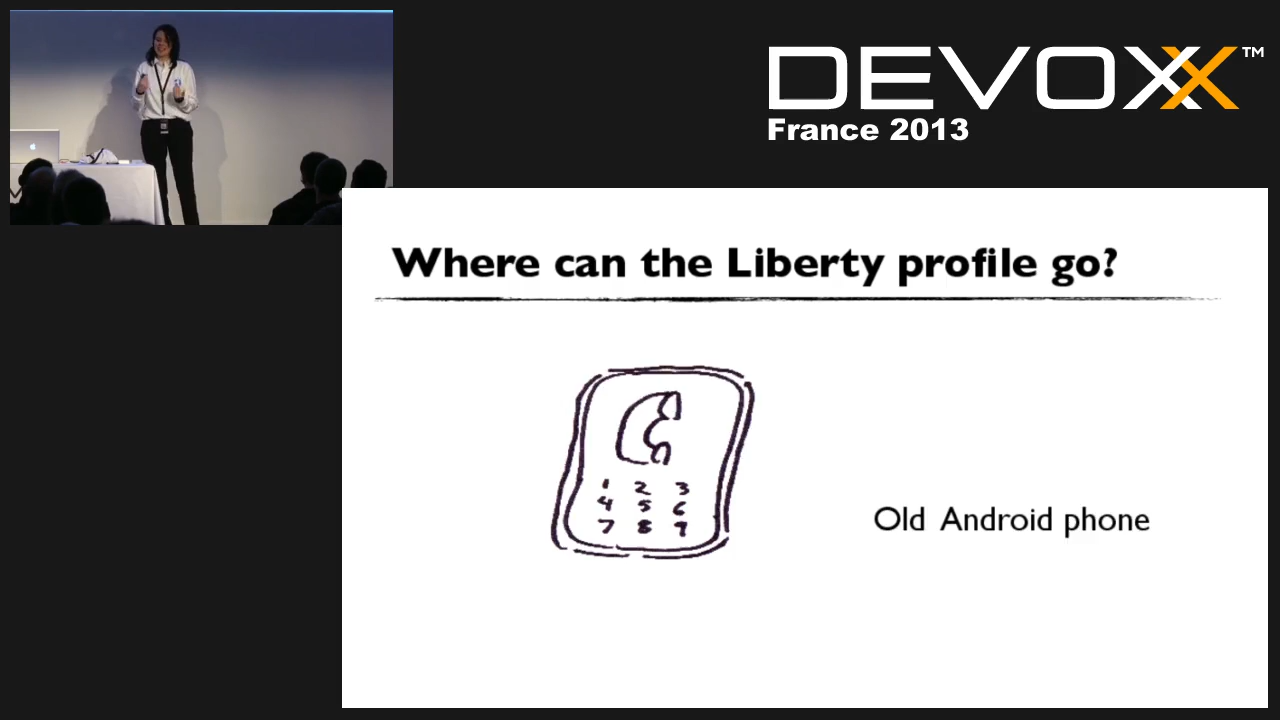 DEVOXX™
France 2013
Where can the Liberty profile go?
1 2 3
4 5 6
7 8 9
Old Android phone